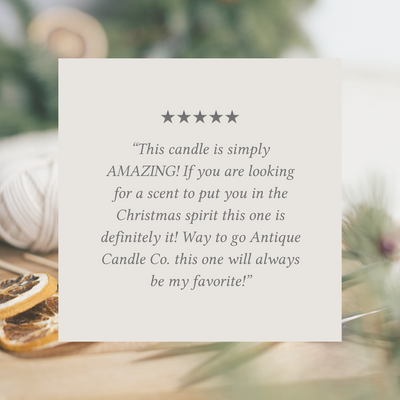 ★★★★★
“This candle is simply
AMAZING! If you are looking
for a scent to put you in the
Christmas spirit this one is
definitely it! Way to go Antique
Candle Co. this one will always
be my favorite!”